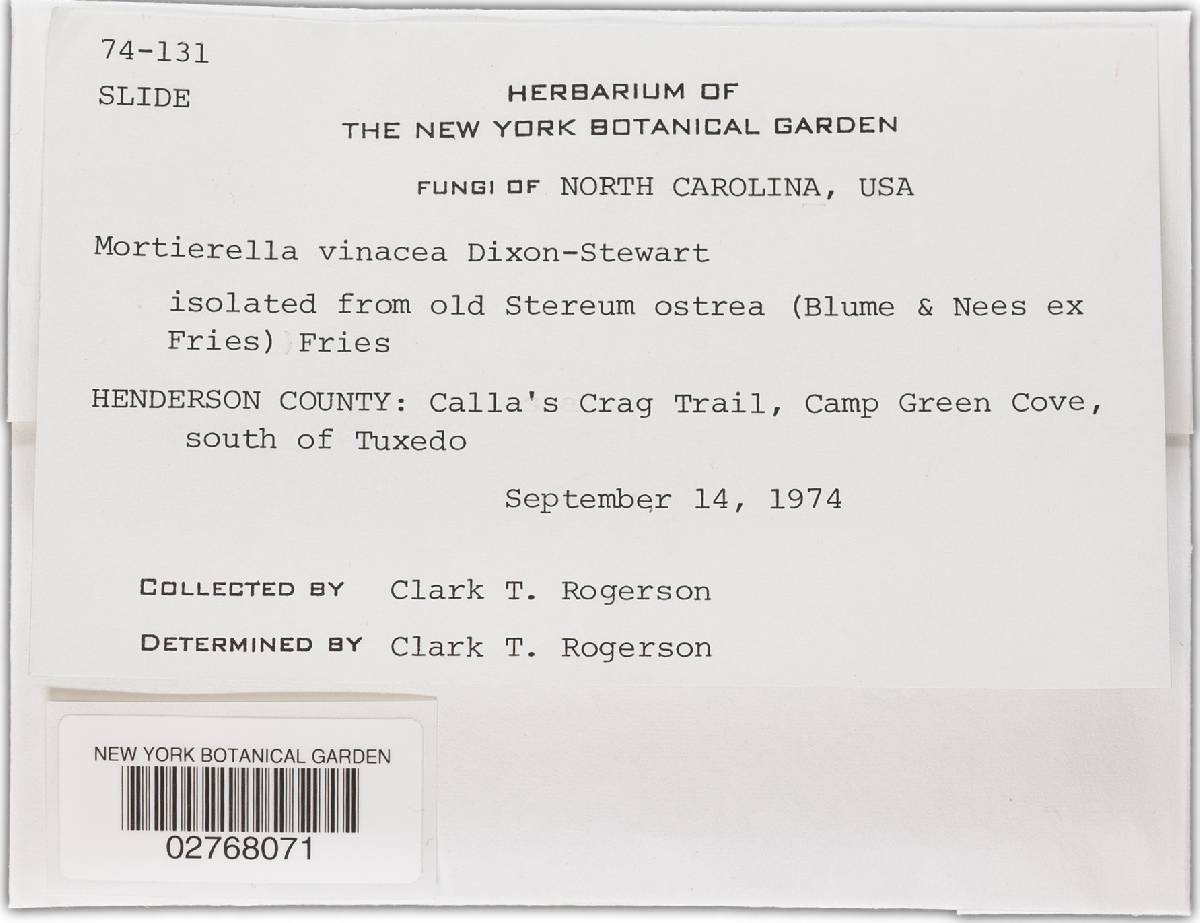 74-131
SLIDE
HERBARIUM OF
THE NEW YORK BOTANICAL GARDEN
FUNGI OF NORTH CAROLINA, USA
Mortierella vinacea Dixon-Stewart
isolated from old Stereum ostrea (Blume & Nees ex
Fries) Fries
HENDERSON COUNTY: Calla's Crag Trail, Camp Green Cove,
south of Tuxedo
September 14, 1974
COLLECTED BY Clark T. Rogerson
DETERMINED BY Clark T. Rogerson
NEW YORK BOTANICAL GARDEN
02768071